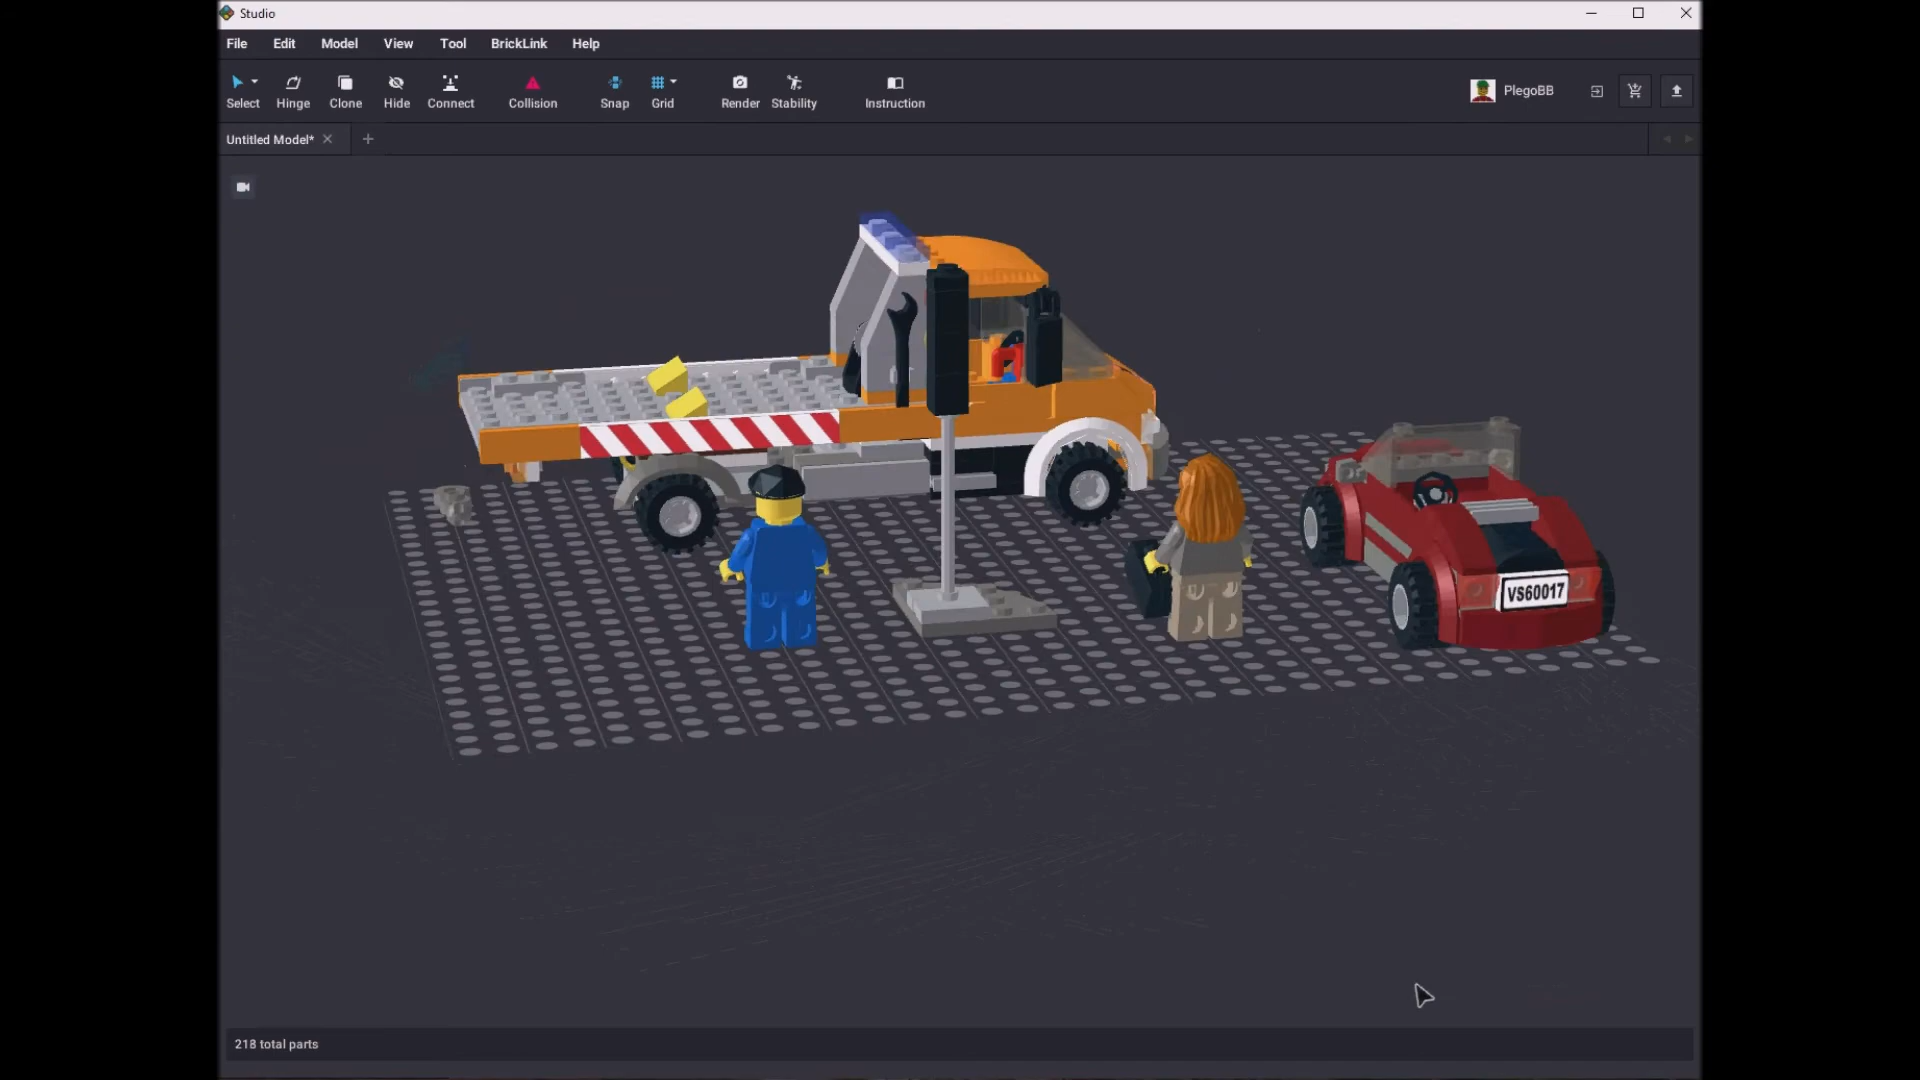 Studio
File Edit Model View Tool BrickLink Help
Select Hinge Clone Hide Connect Collision Snap Grid Render Stability Instruction PlegoBB
Untitled Model*
VS60017
218 total parts